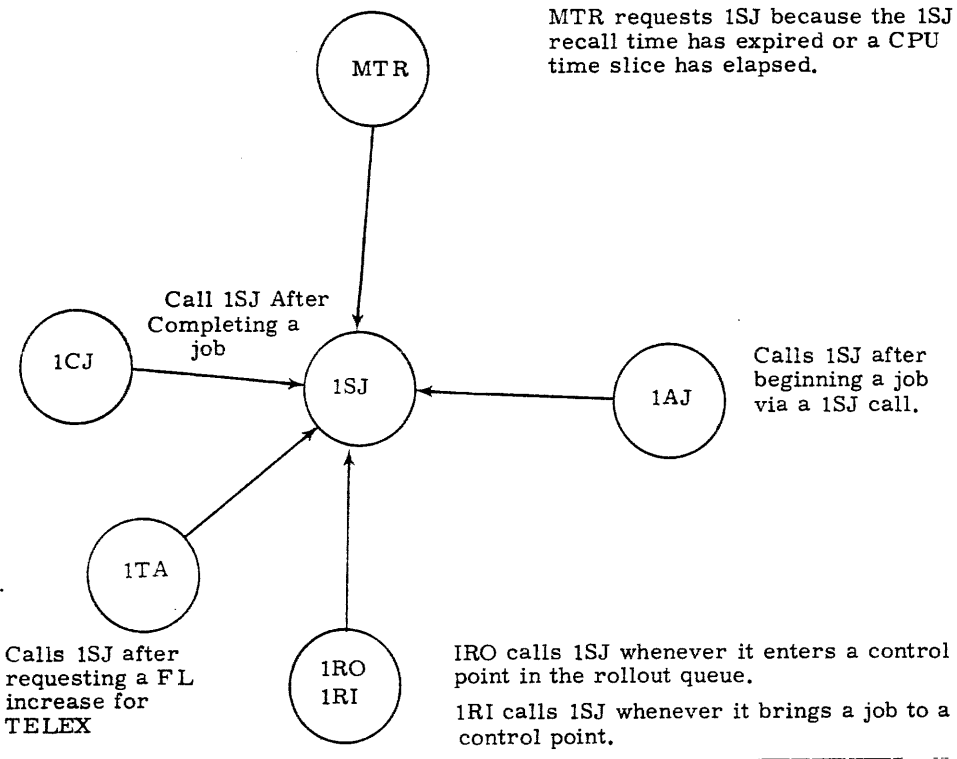 MTR requests 1SJ because the 1SJ
recall time has expired or a CPU
time slice has elapsed.
MTR
Call 1SJ After
Completing a
job
1CJ
1SJ
1AJ
Calls 1SJ after
beginning a job
via a 1SJ call.
1TA
Calls 1SJ after
requesting a FL
increase for
TELEX
1RO
1RI
IRO calls 1SJ whenever it enters a control
point in the rollout queue.
1RI calls 1SJ whenever it brings a job to a
control point.